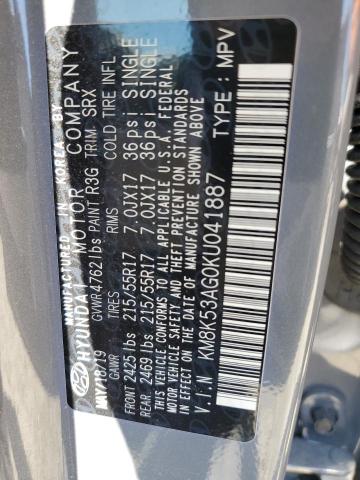 MANUFACTURED IN KOREA BY
HYUNDAI MOTOR COMPANY
MAY/18/19 GVWR 4762 lbs PAINT R3G TRIM SRX
GAWR TIRES RIMS COLD TIRE INFL
FRONT 2425 lbs 215/55R17 7.0JX17 36psi SINGLE
REAR 2469 lbs 215/55R17 7.0JX17 36psi SINGLE
THIS VEHICLE CONFORMS TO ALL APPLICABLE U.S.A. FEDERAL
MOTOR VEHICLE SAFETY, BUMPER, AND THEFT PREVENTION STANDARDS
IN EFFECT ON THE DATE OF MANUFACTURE SHOWN ABOVE.
V.I.N KM8K53AG0KU041887 TYPE : MPV